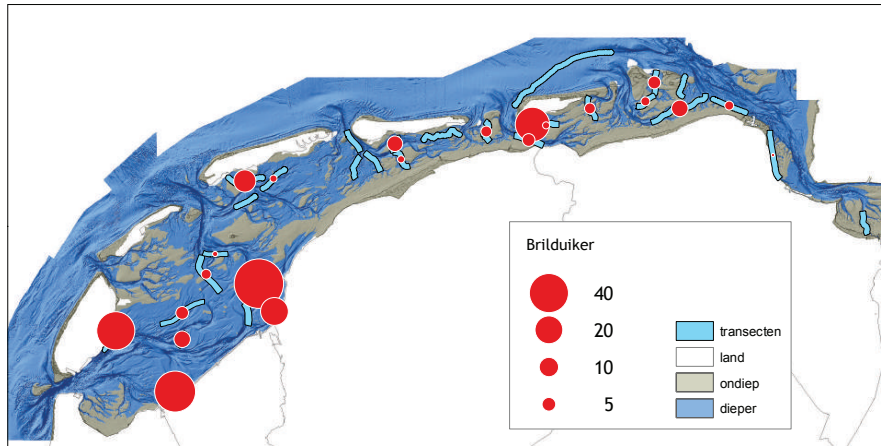 Brilduiker
40
20
10
5
transecten
land
ondiep
dieper